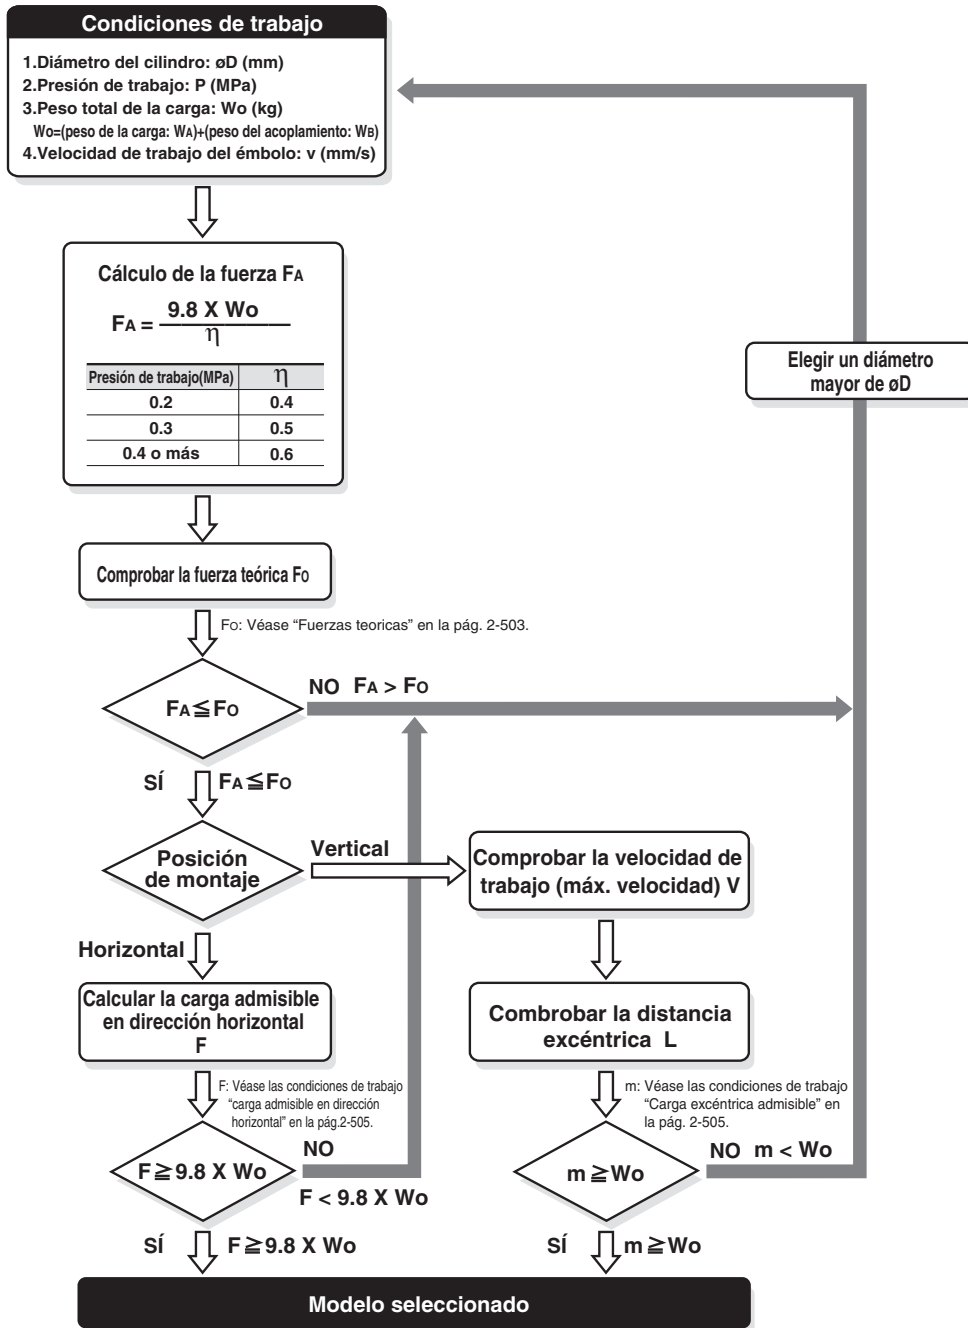 Condiciones de trabajo
1.Diámetro del cilindro: øD (mm)
2.Presión de trabajo: P (MPa)
3.Peso total de la carga: Wo (kg)
Wo=(peso de la carga: WA)+(peso del acoplamiento: WB)
4.Velocidad de trabajo del émbolo: v (mm/s)
Cálculo de la fuerza FA
FA = 9.8 X Wo
η
Presión de trabajo(MPa) η
0.2 0.4
0.3 0.5
0.4 o más 0.6
Elegir un diámetro
mayor de øD
Comprobar la fuerza teórica Fo
Fo: Véase “Fuerzas teoricas” en la pág. 2-503.
FA≦Fo
NO FA > Fo
SÍ FA≦Fo
Posición
de montaje
Vertical
Comprobar la velocidad de
trabajo (máx. velocidad) V
Horizontal
Calcular la carga admisible
en dirección horizontal
F
Combrobar la distancia
excéntrica L
F: Véase las condiciones de trabajo
“carga admisible en dirección
horizontal” en la pág.2-505.
m: Véase las condiciones de trabajo
“Carga excéntrica admisible” en
la pág. 2-505.
F≧9.8 X Wo
NO
F < 9.8 X Wo
m≧Wo
NO m < Wo
SÍ F≧9.8 X Wo
SÍ m≧Wo
Modelo seleccionado